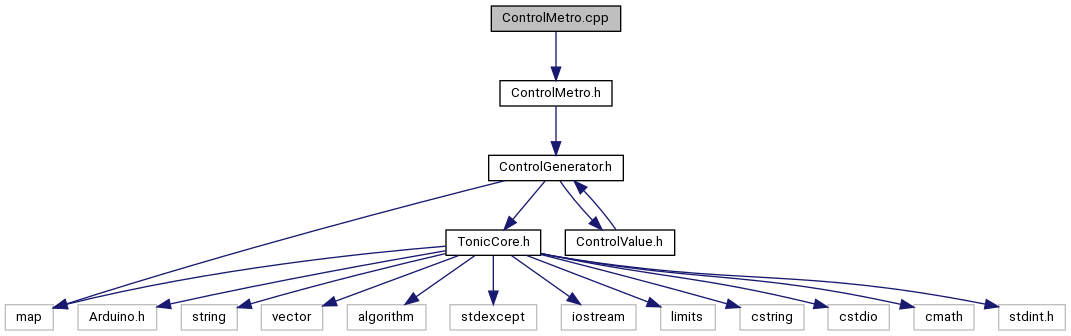 ControlMetro.cpp
ControlMetro.h
ControlGenerator.h
TonicCore.h
ControlValue.h
map
Arduino.h
string
vector
algorithm
stdexcept
iostream
limits
cstring
cstdio
cmath
stdint.h